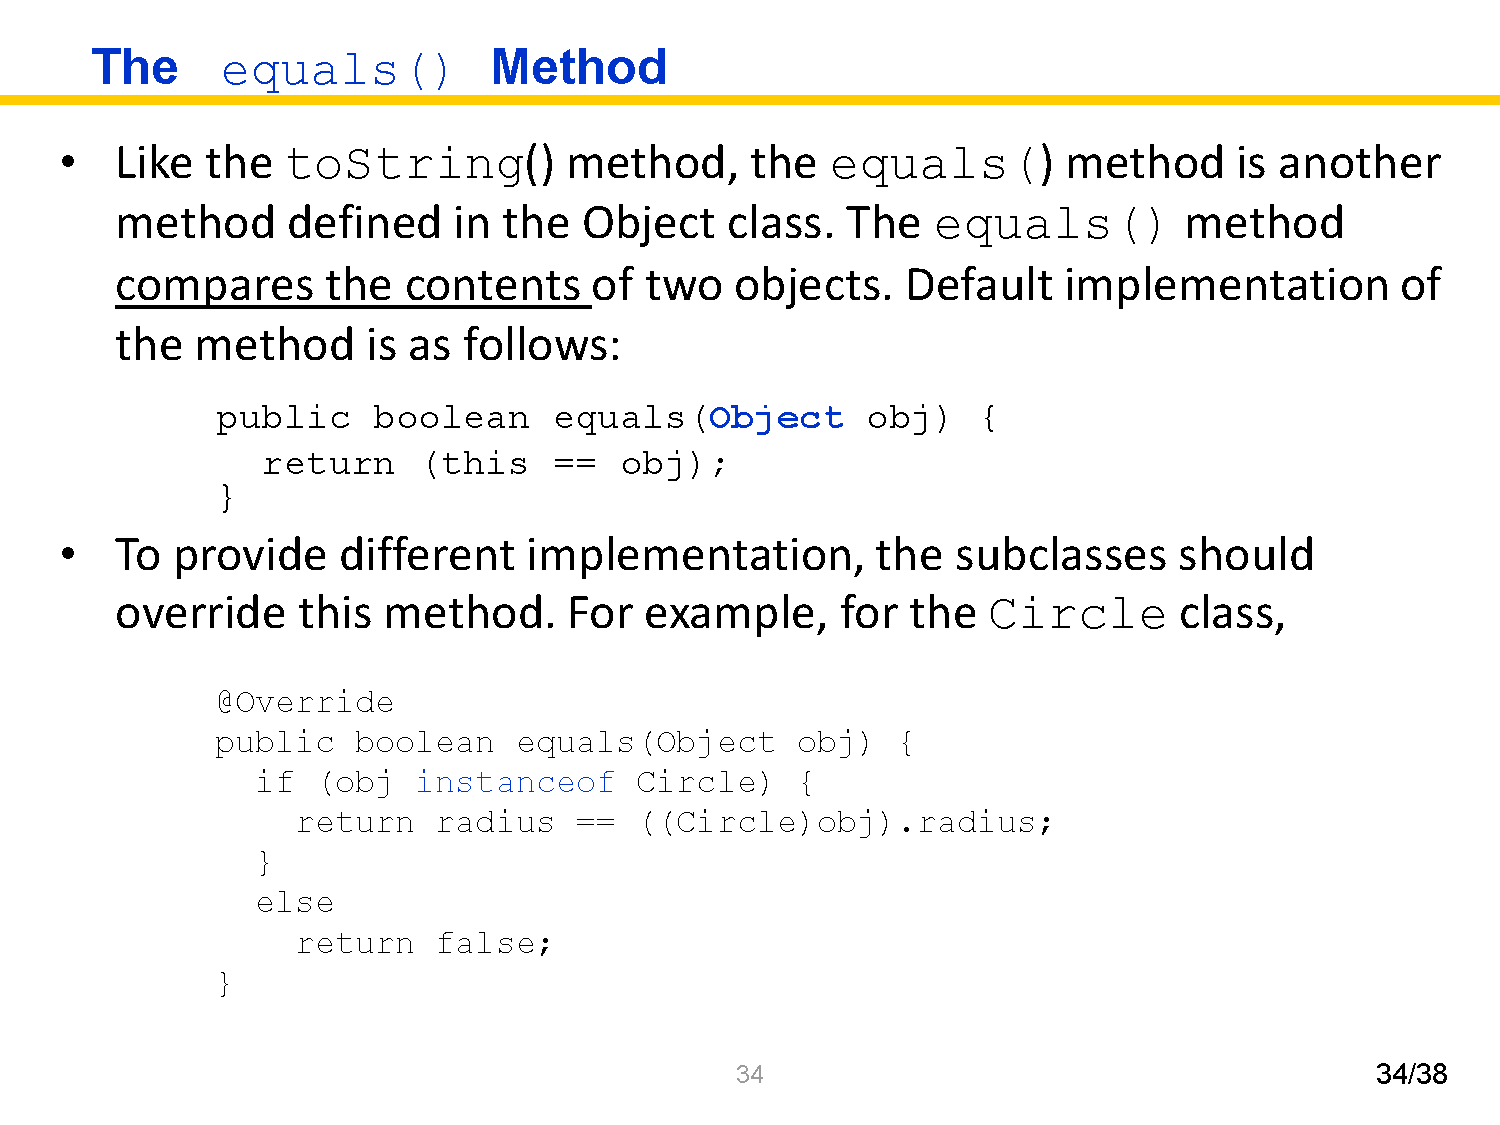 The equals() Method
• Like the toString() method, the equals() method is another
method defined in the Object class. The equals() method
compares the contents of two objects. Default implementation of
the method is as follows:
public boolean equals(Object obj) {
return (this == obj);
}
• To provide different implementation, the subclasses should
override this method. For example, for the Circle class,
@Override
public boolean equals(Object obj) {
if (obj instanceof Circle) {
return radius == ((Circle)obj).radius;
}
else
return false;
}
34
34/38